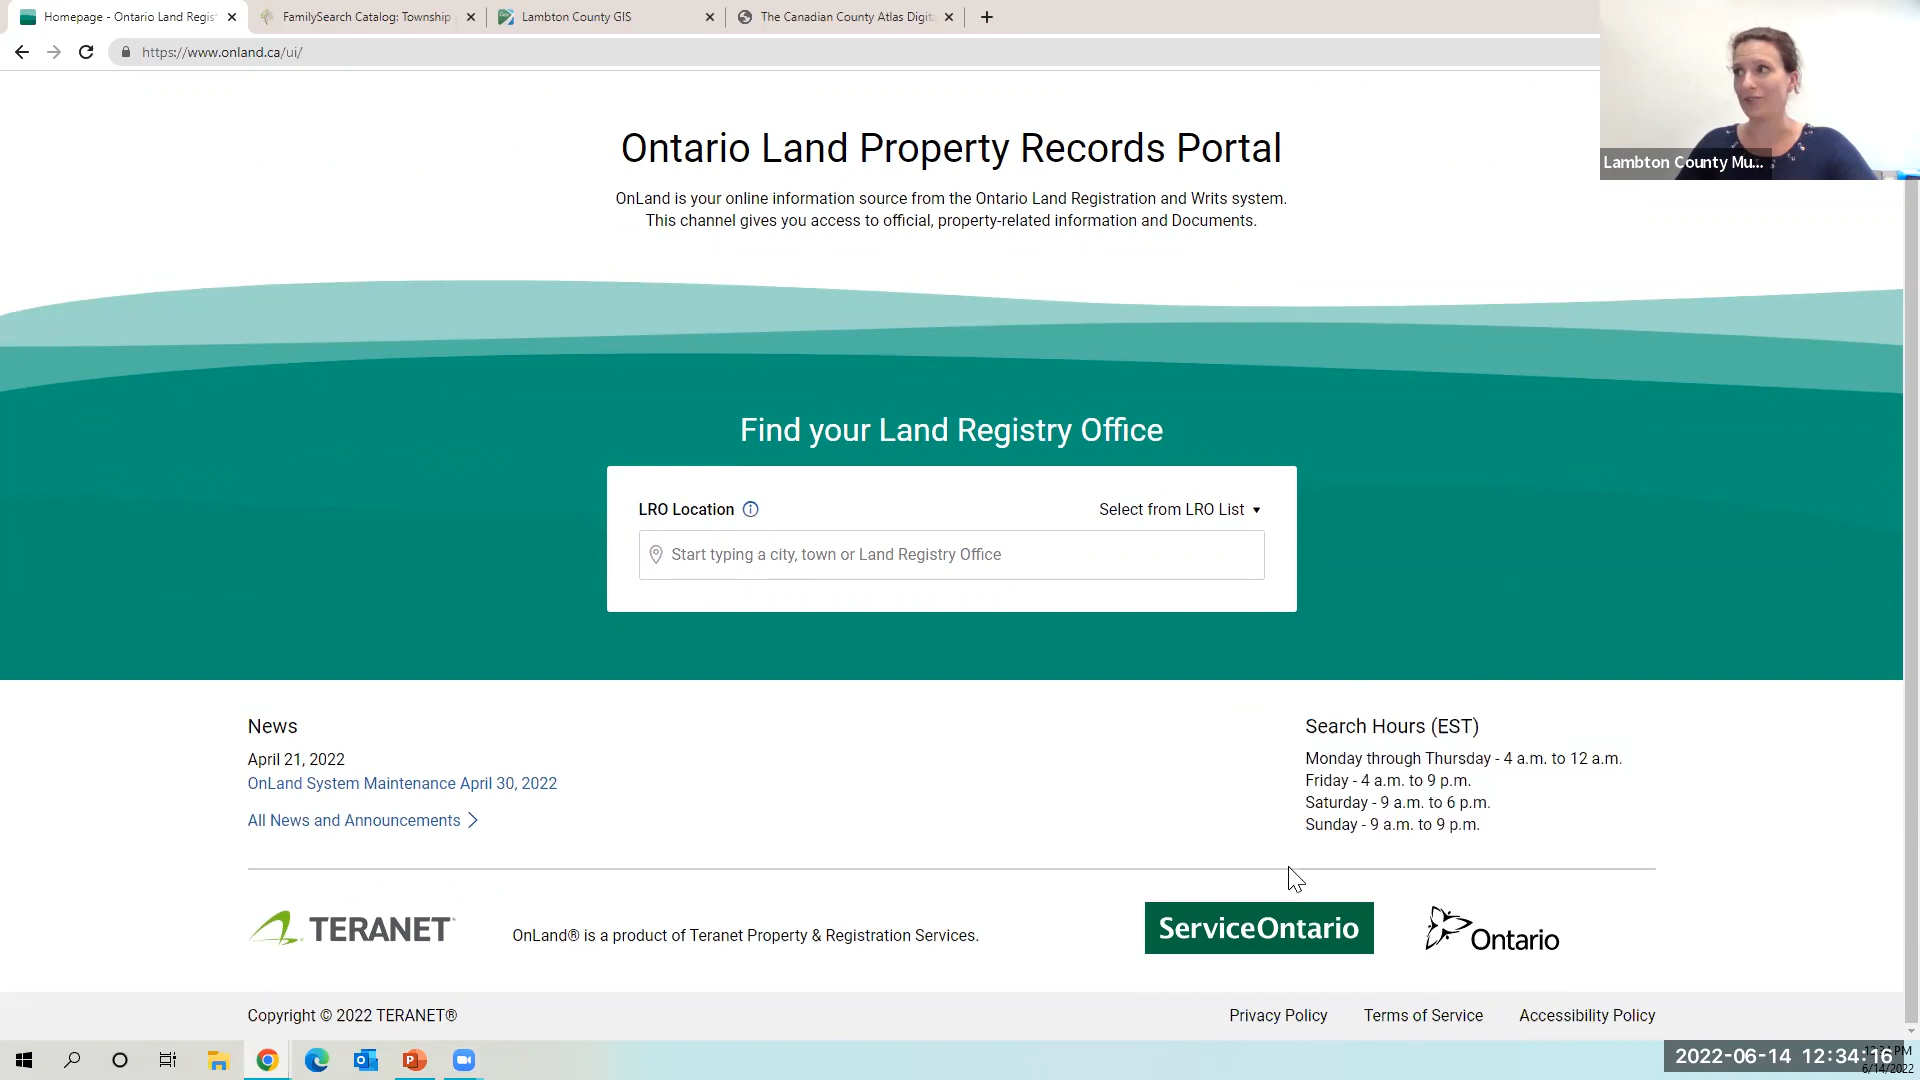 Homepage - Ontario Land Regis
FamilySearch Catalog: Township
Lambton County GIS
The Canadian County Atlas Digit
https://www.onland.ca/ui/
Lambton County Mu...
Ontario Land Property Records Portal
OnLand is your online information source from the Ontario Land Registration and Writs system.
This channel gives you access to official, property-related information and Documents.
Find your Land Registry Office
LRO Location
Select from LRO List
Start typing a city, town or Land Registry Office
News
April 21, 2022
OnLand System Maintenance April 30, 2022
All News and Announcements
Search Hours (EST)
Monday through Thursday - 4 a.m. to 12 a.m.
Friday - 4 a.m. to 9 p.m.
Saturday - 9 a.m. to 6 p.m.
Sunday - 9 a.m. to 9 p.m.
TERANET
OnLand® is a product of Teranet Property & Registration Services.
ServiceOntario
Ontario
Copyright © 2022 TERANET®
Privacy Policy
Terms of Service
Accessibility Policy
2022-06-14 12:34:16
6/14/2022